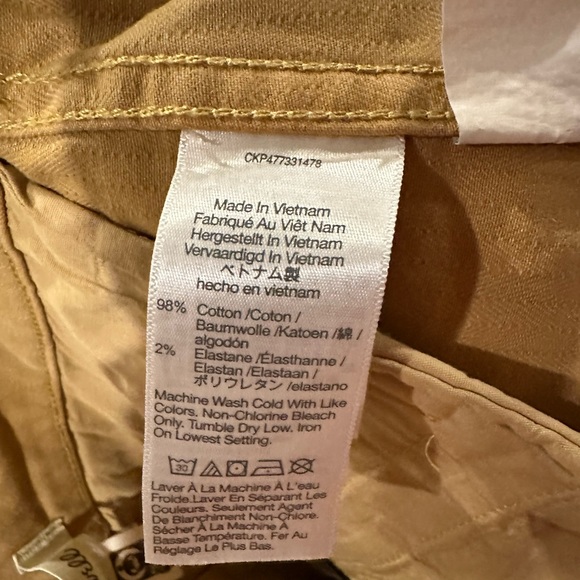 CKP477331478
Made In Vietnam
Fabriqué Au Viêt Nam
Hergestellt In Vietnam
Vervaardigd In Vietnam
ベトナム製
hecho en vietnam
98% Cotton /Coton /
Baumwolle /Katoen /綿 /
algodón
2% Elastane /Élasthanne /
Elastan /Elastaan /
ポリウレタン /elastano
Machine Wash Cold With Like
Colors. Non-Chlorine Bleach
Only. Tumble Dry Low. Iron
On Lowest Setting.
30
Laver À La Machine À L'eau
Froide.Laver En Séparant Les
Couleurs. Seulement Agent
De Blanchiment Non-Chlore.
Sécher À La Machine À
Basse Température. Fer Au
Réglage Le Plus Bas.